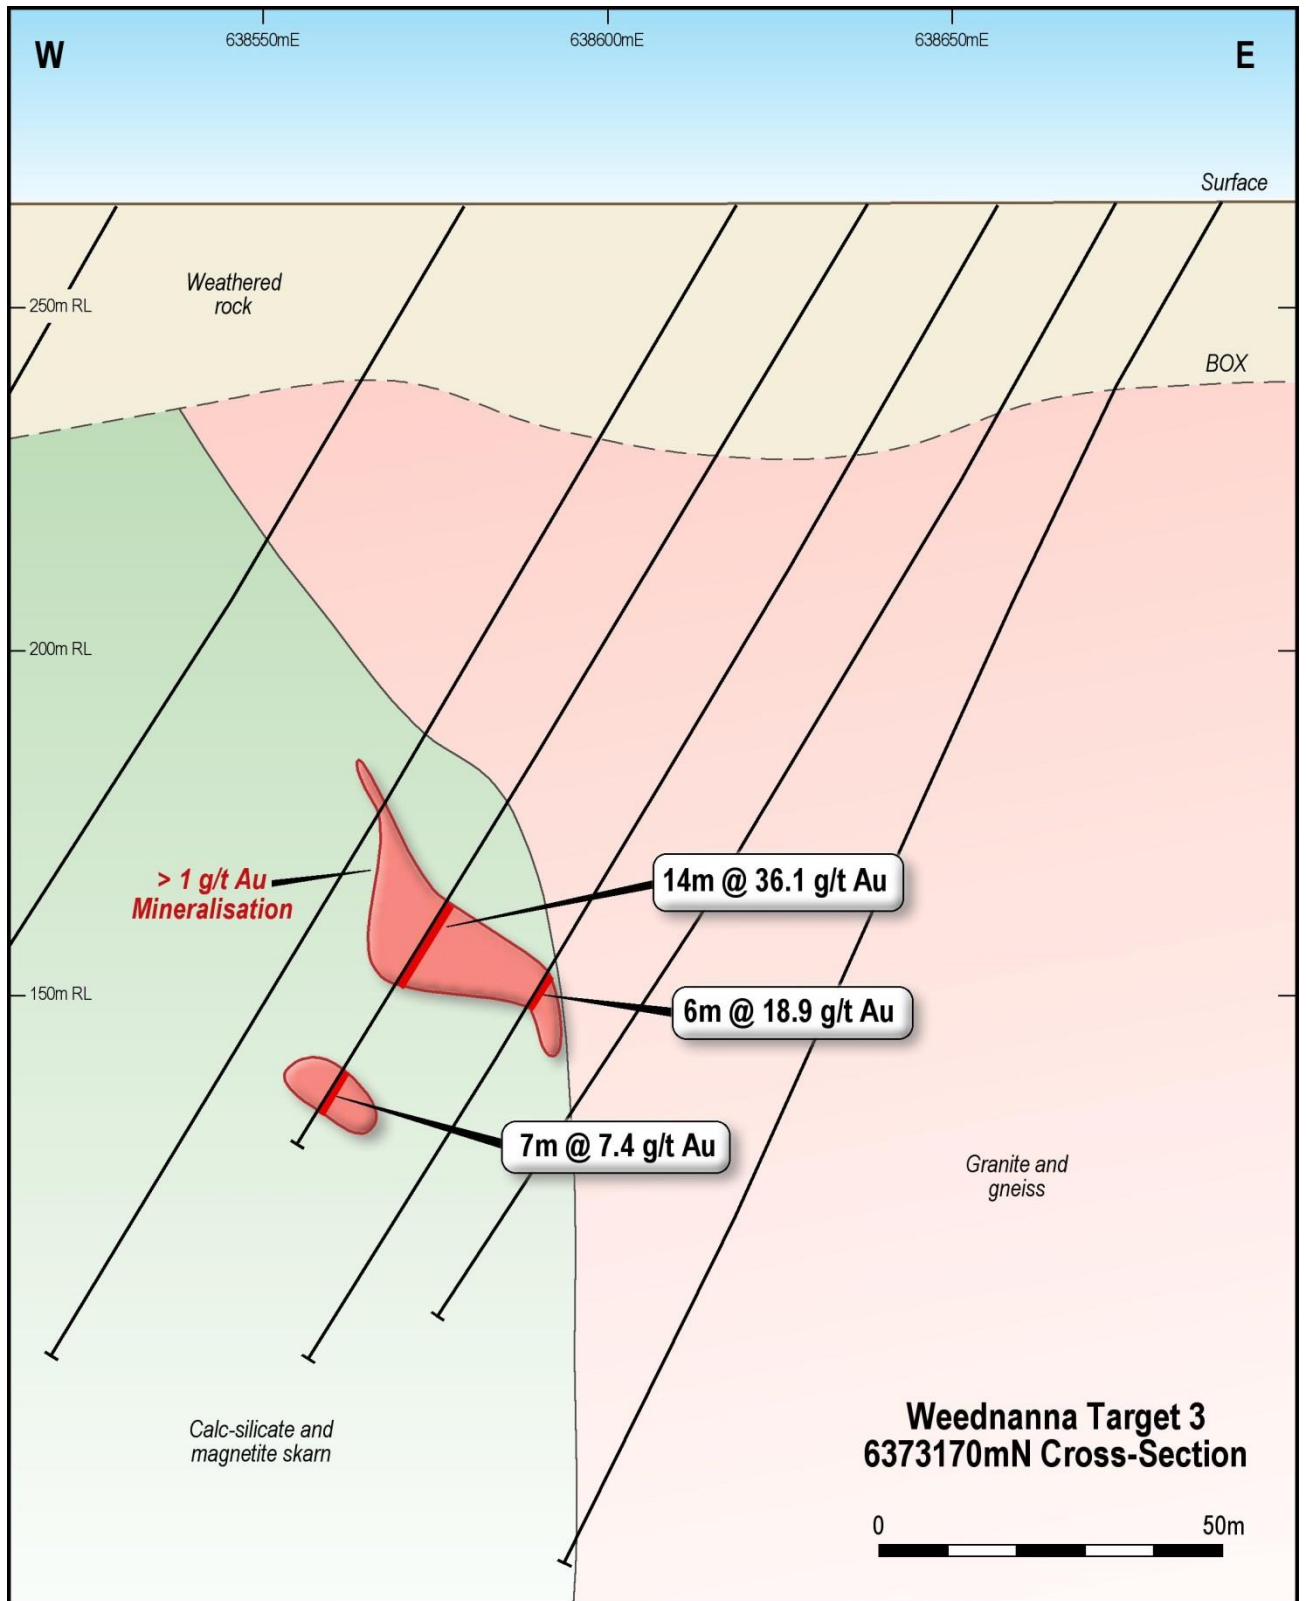 638550mE
638600mE
638650mE
W
E
Surface
Weathered
rock
250m RL
BOX
200m RL
> 1 g/t Au
Mineralisation
14m @ 36.1 g/t Au
150m RL
6m @ 18.9 g/t Au
7m @ 7.4 g/t Au
Granite and
gneiss
Calc-silicate and
magnetite skarn
Weednanna Target 3
6373170mN Cross-Section
0
50m